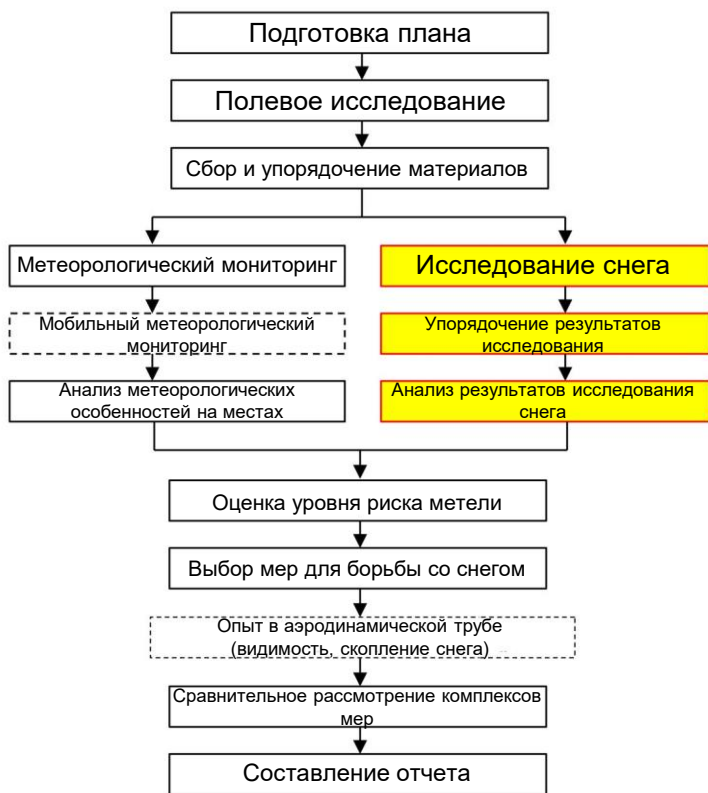 Подготовка плана
Полевое исследование
Сбор и упорядочение материалов
Метеорологический мониторинг
Исследование снега
Мобильный метеорологический
мониторинг
Упорядочение результатов
исследования
Анализ метеорологических
особенностей на местах
Анализ результатов исследования
снега
Оценка уровня риска метели
Выбор мер для борьбы со снегом
Опыт в аэродинамической трубе
(видимость, скопление снега)
Сравнительное рассмотрение комплексов
мер
Составление отчета